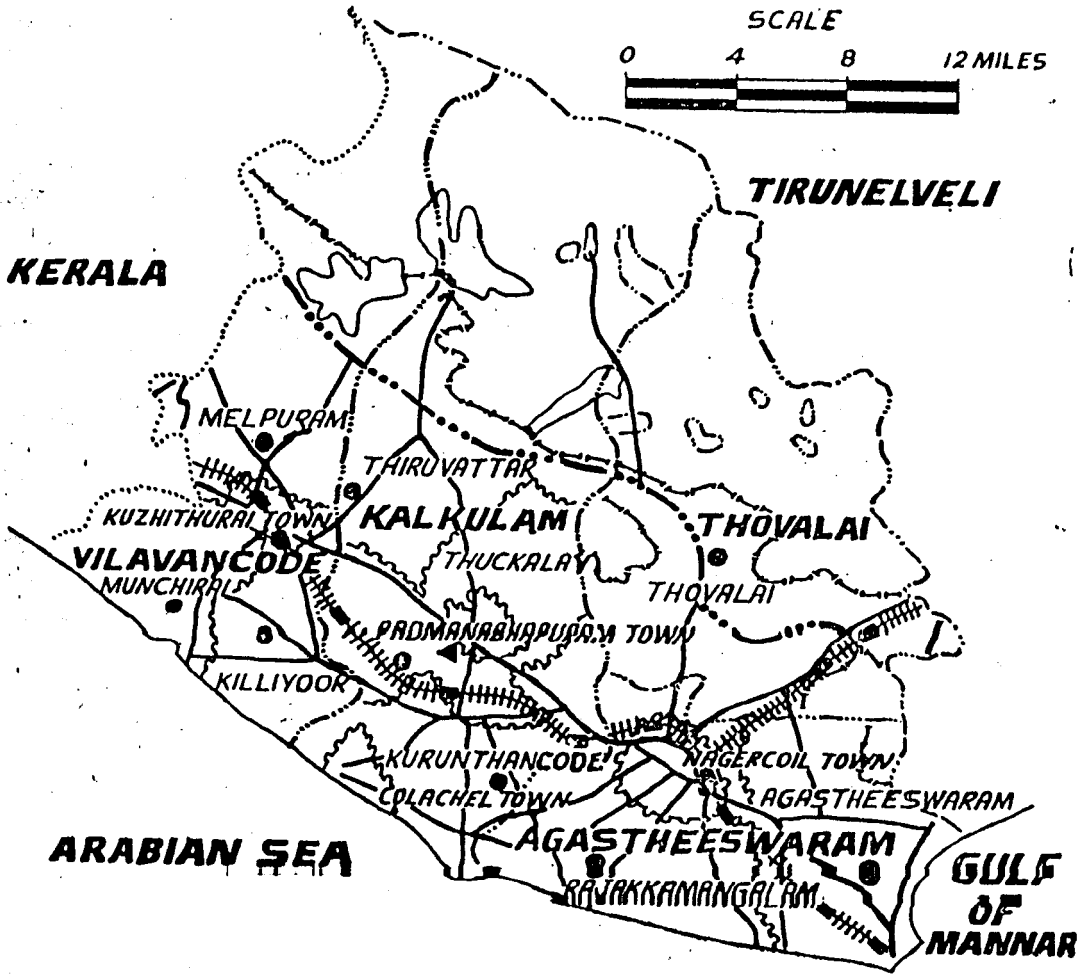 SCALE
0 4 8 12 MILES
TIRUNELVELI
KERALA
MELPURAM
THIRUVATTAR
KUZHITHURAI TOWN
KALKULAM
THOVALAI
VILAVANCODE
THUCKALAY
MUNCHIRAI
THOVALAI
PADMANABHAPURAM TOWN
KILLIYOOR
KURUNTHANCODE
NAGERCOIL TOWN
COLACHEL TOWN
AGASTHEESWARAM
AGASTHEESWARAM
ARABIAN SEA
RAJAKKAMANGALAM
GULF
OF
MANNAR